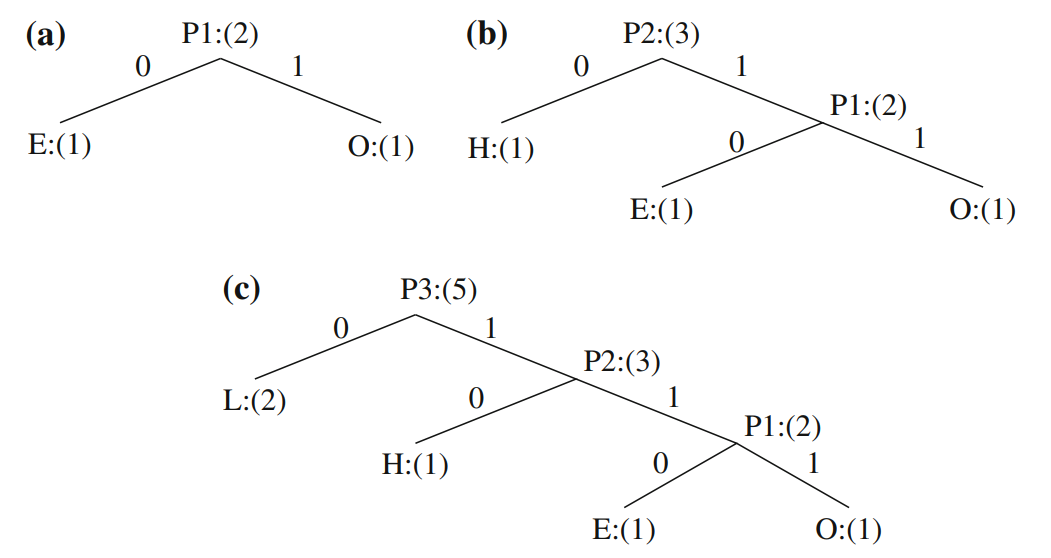 (a) P1:(2)
0 1
E:(1) O:(1)
(b) P2:(3)
0 1
P1:(2)
H:(1) 0 1
E:(1) O:(1)
(c) P3:(5)
0 1
P2:(3)
L:(2) 0 1
P1:(2)
H:(1) 0 1
E:(1) O:(1)